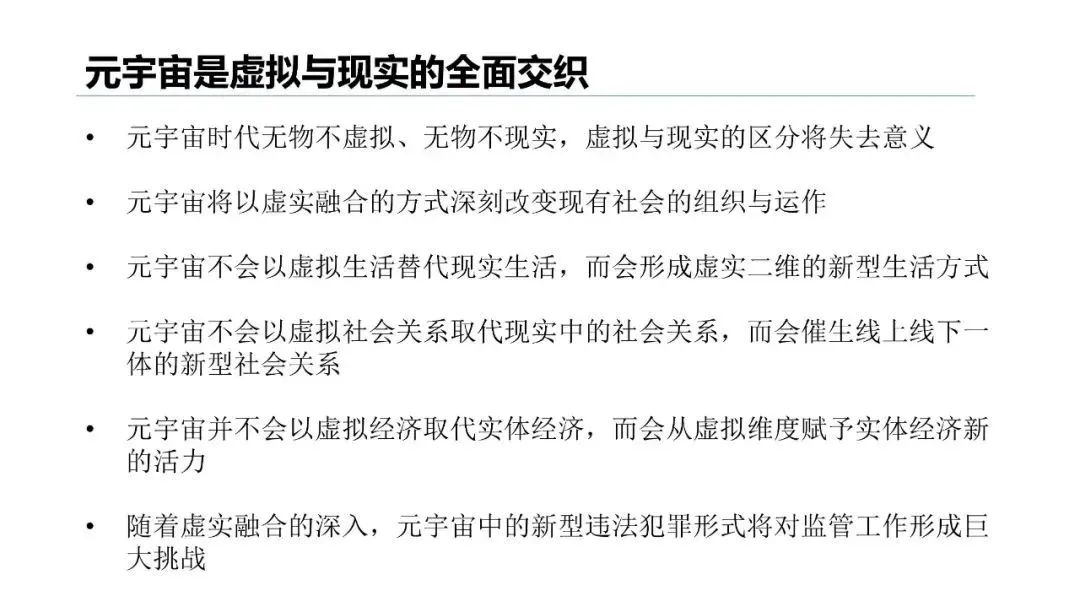 元宇宙是虚拟与现实的全面交织
• 元宇宙时代无物不虚拟、无物不现实，虚拟与现实的区分将失去意义
• 元宇宙将以虚实融合的方式深刻改变现有社会的组织与运作
• 元宇宙不会以虚拟生活替代现实生活，而会形成虚实二维的新型生活方式
• 元宇宙不会以虚拟社会关系取代现实中的社会关系，而会催生线上线下一
体的新型社会关系
• 元宇宙并不会以虚拟经济取代实体经济，而会从虚拟维度赋予实体经济新
的活力
• 随着虚实融合的深入，元宇宙中的新型违法犯罪形式将对监管工作形成巨
大挑战